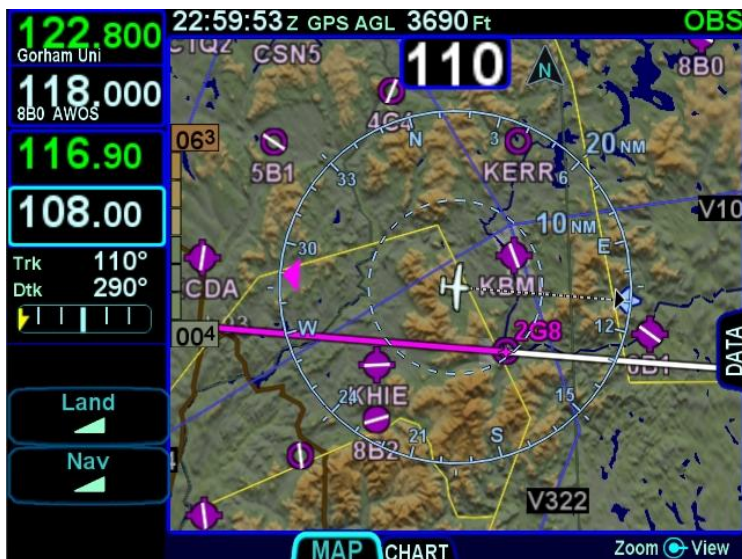 122.800 22:59:53 Z GPS AGL 3690 Ft OBS
Gorham Uni
118.000
8B0 AWOS
116.90
108.00
Trk 110°
Dtk 290°
Land
Nav
CSN5
110
N
8B0
4C4
063
5B1
N
3
KERR
20 NM
6
33
V10
10 NM
30
E
CDA
KBML
004
W
2G8
12
DATA
KHIE
24
15
8B2
21
S
V322
MAP CHART Zoom View